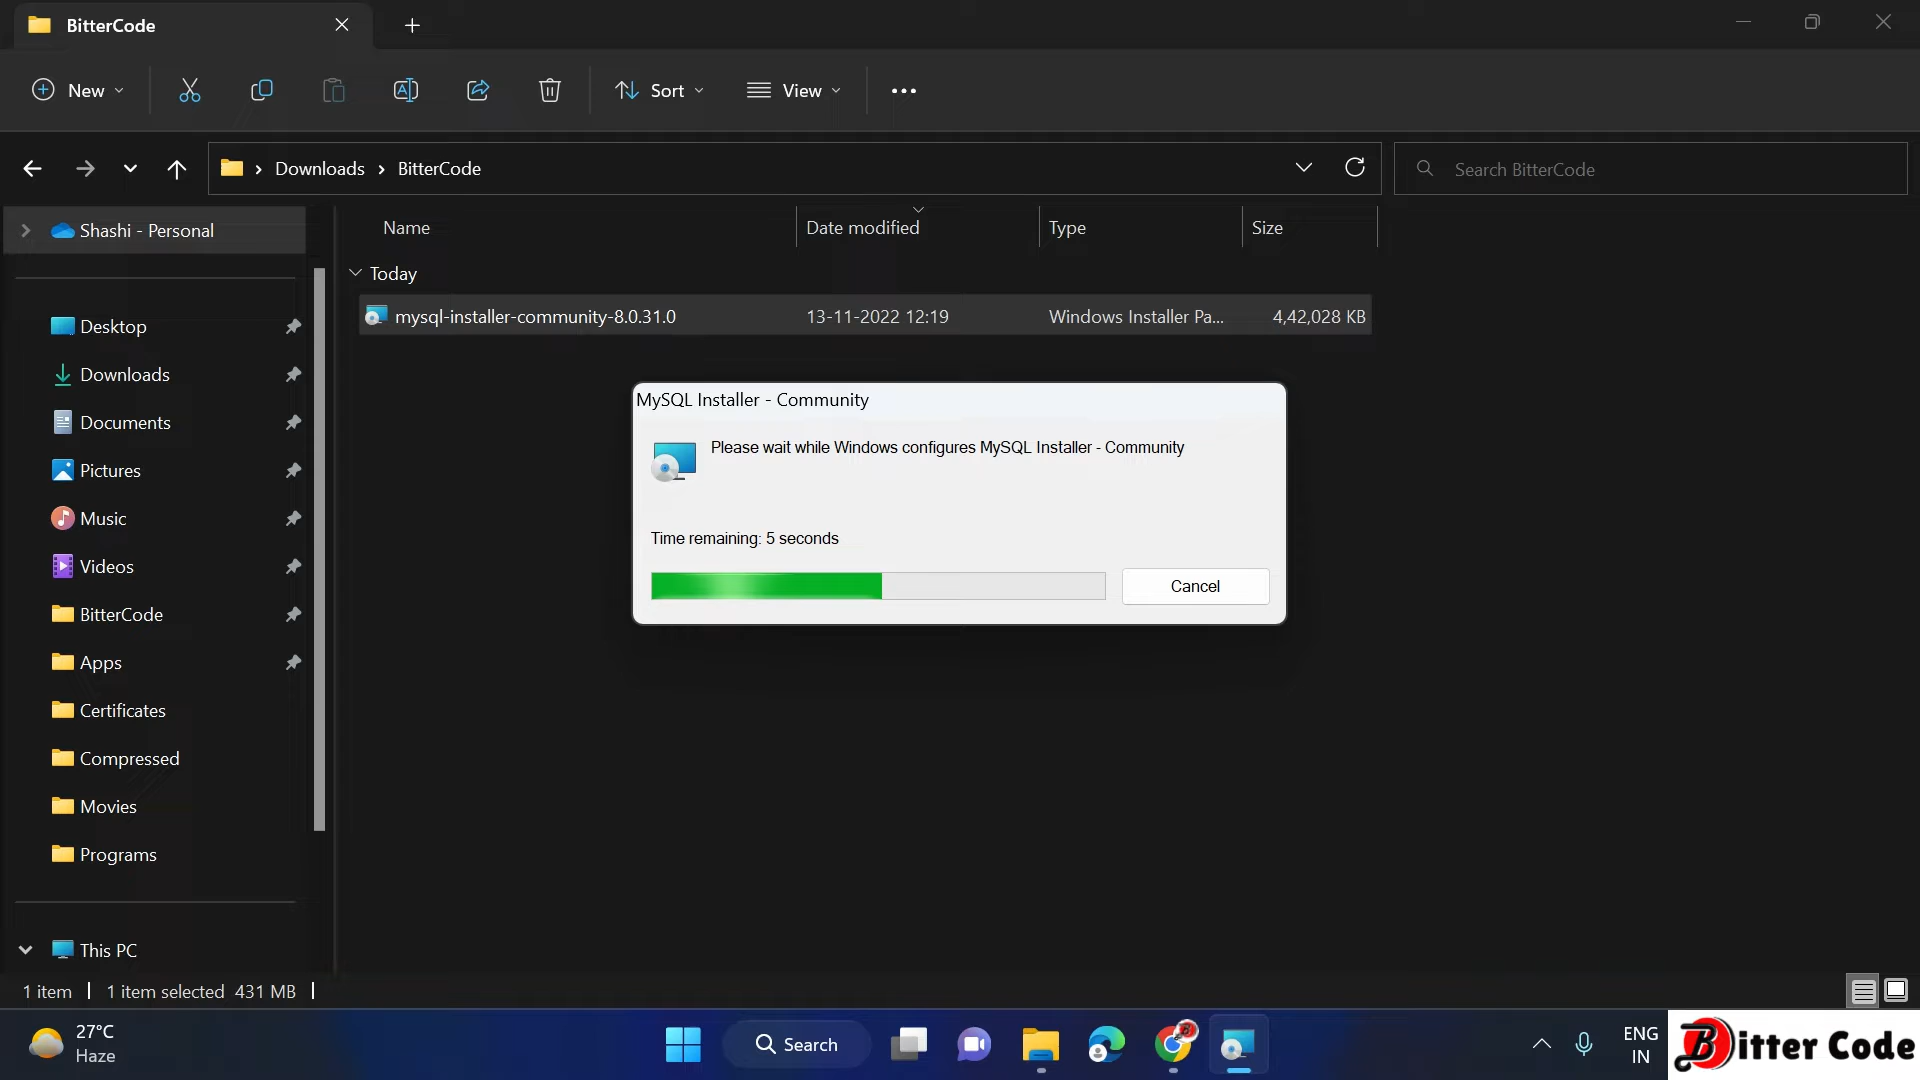 BitterCode
New
Sort
View
Downloads
BitterCode
Search BitterCode
Shashi - Personal
Name
Date modified
Type
Size
Today
mysql-installer-community-8.0.31.0
13-11-2022 12:19
Windows Installer Pa...
4,42,028 KB
Desktop
Downloads
Documents
Pictures
Music
Videos
BitterCode
Apps
Certificates
Compressed
Movies
Programs
This PC
MySQL Installer - Community
Please wait while Windows configures MySQL Installer - Community
Time remaining: 5 seconds
Cancel
1 item
1 item selected 431 MB
27°C
Haze
Search
ENG
IN
Bitter Code